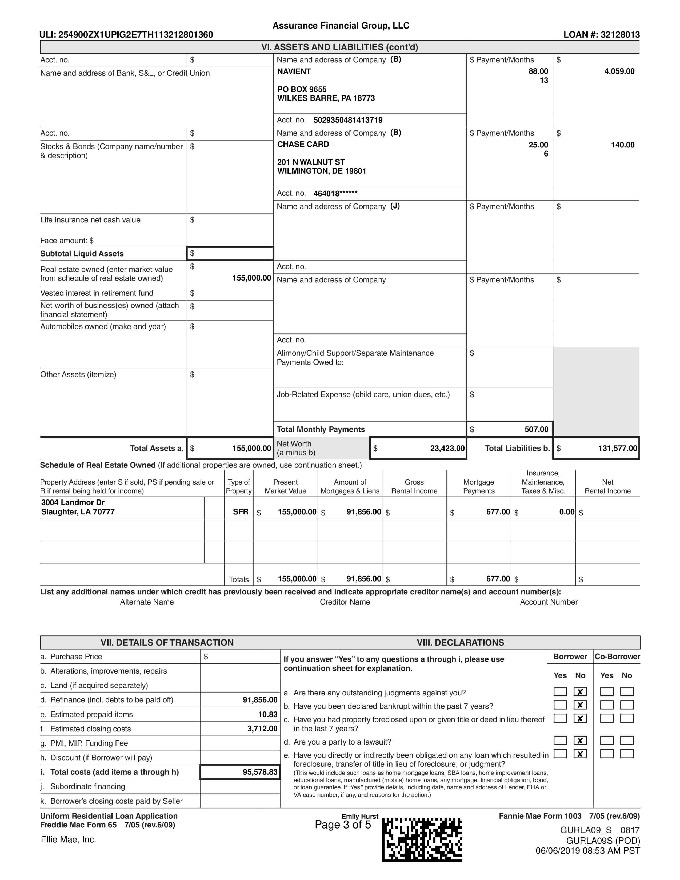 Assurance Financial Group, LLC
ULI: 254900ZX1UPIG2E7TH113212801360 LOAN #: 32128013
VI. ASSETS AND LIABILITIES (cont'd)
Acct. no. $ Name and address of Company (B) $ Payment/Months $
Name and address of Bank, S&L, or Credit Union NAVIENT 88.00 4,059.00
13
PO BOX 9655
WILKES BARRE, PA 18773
Acct. no. 5029350481413719
Acct. no. $ Name and address of Company (B) $ Payment/Months $
Stocks & Bonds (Company name/number $ CHASE CARD 25.00 140.00
& description) 6
201 N WALNUT ST
WILMINGTON, DE 19801
Acct. no. 464018******
Name and address of Company (J) $ Payment/Months $
Life insurance net cash value $
Face amount: $
Subtotal Liquid Assets $
Real estate owned (enter market value $ Acct. no.
from schedule of real estate owned) 155,000.00 Name and address of Company $ Payment/Months $
Vested interest in retirement fund $
Net worth of business(es) owned (attach $
financial statement)
Automobiles owned (make and year) $
Acct. no.
Alimony/Child Support/Separate Maintenance $
Payments Owed to:
Other Assets (itemize) $
Job-Related Expense (child care, union dues, etc.) $
Total Monthly Payments $ 507.00
Total Assets a. $ 155,000.00 Net Worth $ 23,423.00 Total Liabilities b. $ 131,577.00
(a minus b)
Schedule of Real Estate Owned (If additional properties are owned, use continuation sheet.)
Property Address (enter S if sold, PS if pending sale or R if rental being held for income) Type of Property Present Market Value Amount of Mortgages & Liens Gross Rental Income Mortgage Payments Insurance, Maintenance, Taxes & Misc. Net Rental Income
3004 Landmor Dr
Slaughter, LA 70777 SFR $ 155,000.00 $ 91,856.00 $ $ 677.00 $ 0.00 $
Totals $ 155,000.00 $ 91,856.00 $ $ 677.00 $ $
List any additional names under which credit has previously been received and indicate appropriate creditor name(s) and account number(s):
Alternate Name Creditor Name Account Number
VII. DETAILS OF TRANSACTION VIII. DECLARATIONS
a. Purchase Price $
b. Alterations, improvements, repairs
c. Land (if acquired separately)
d. Refinance (incl. debts to be paid off) 91,856.00
e. Estimated prepaid items 10.83
f. Estimated closing costs 3,712.00
g. PMI, MIP, Funding Fee
h. Discount (if Borrower will pay)
i. Total costs (add items a through h) 95,578.83
j. Subordinate financing
k. Borrower's closing costs paid by Seller
If you answer "Yes" to any questions a through i, please use Borrower Co-Borrower
continuation sheet for explanation. Yes No Yes No
a. Are there any outstanding judgments against you? X
b. Have you been declared bankrupt within the past 7 years? X
c. Have you had property foreclosed upon or given title or deed in lieu thereof X
in the last 7 years?
d. Are you a party to a lawsuit? X
e. Have you directly or indirectly been obligated on any loan which resulted in X
foreclosure, transfer of title in lieu of foreclosure, or judgment?
(This would include such loans as home mortgage loans, SBA loans, home improvement loans,
educational loans, manufactured (mobile) home loans, any mortgage, financial obligation, bond,
or loan guarantee. If "Yes" provide details, including date, name and address of Lender, FHA or
VA case number, if any, and reasons for the action.)
Uniform Residential Loan Application Emily Hurst Fannie Mae Form 1003 7/05 (rev.6/09)
Freddie Mac Form 65 7/05 (rev.6/09) Page 3 of 5
GURLA09_S 0817
Ellie Mae, Inc. GURLA09S (POD)
06/06/2019 08:53 AM PST